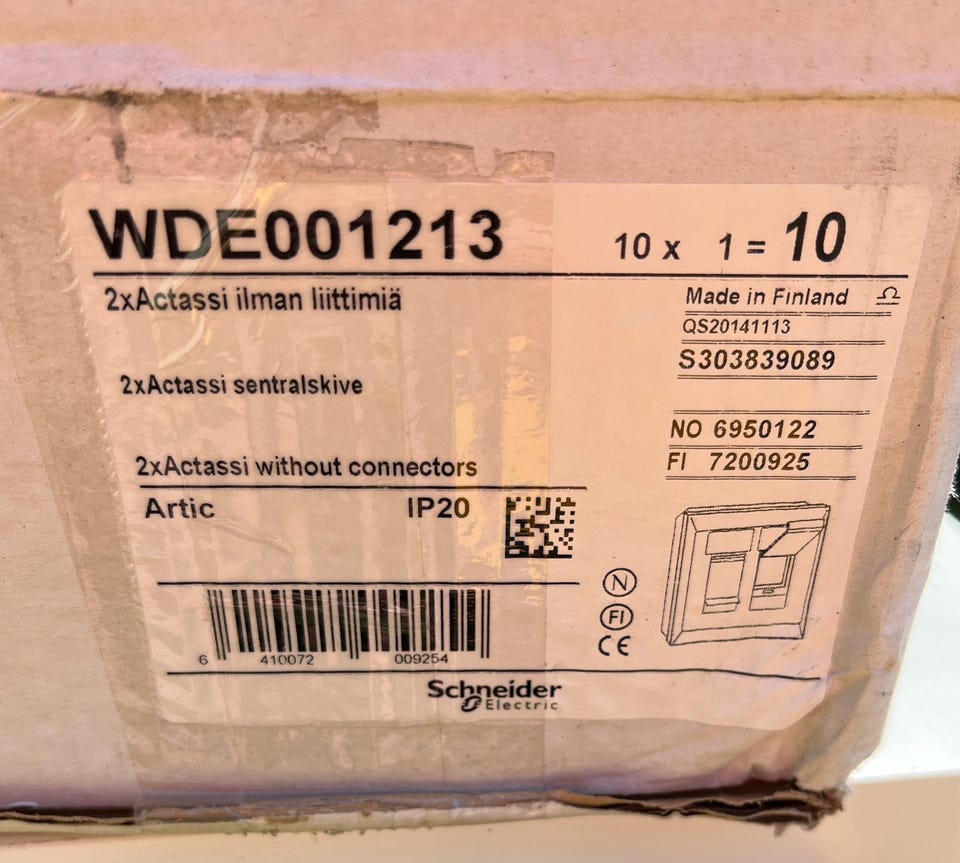 WDE001213
10 x 1 = 10
2xActassi ilman liittimiä
Made in Finland
QS20141113
S303839089
2xActassi sentralskive
NO 6950122
FI 7200925
2xActassi without connectors
Artic IP20
N
FI
CE
6 410072 009254
Schneider
Electric